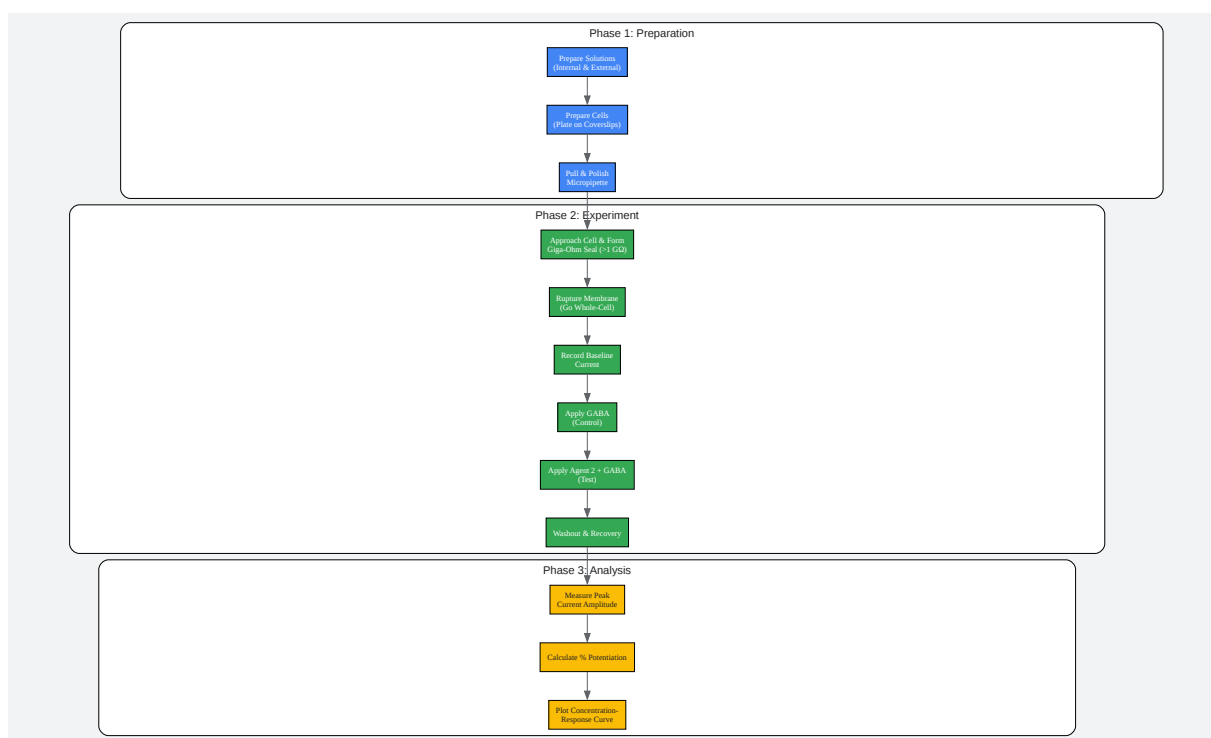 Phase 1: Preparation
Prepare Solutions
(Internal & External)
Prepare Cells
(Plate on Coverslips)
Pull & Polish
Micropipette
Phase 2: Experiment
Approach Cell & Form
Giga-Ohm Seal (>1 GΩ)
Rupture Membrane
(Go Whole-Cell)
Record Baseline
Current
Apply GABA
(Control)
Apply Agent 2 + GABA
(Test)
Washout & Recovery
Phase 3: Analysis
Measure Peak
Current Amplitude
Calculate % Potentiation
Plot Concentration-
Response Curve